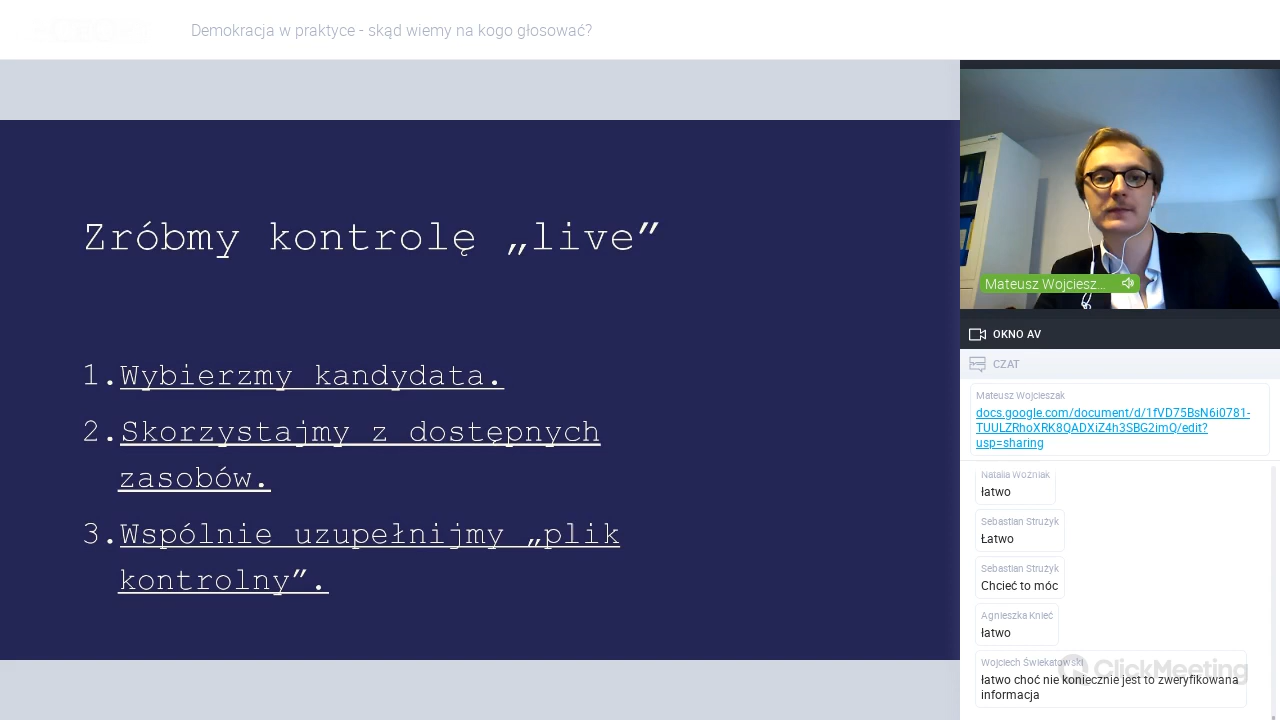 Demokracja w praktyce - skąd wiemy na kogo głosować?
Zróbmy kontrolę „live”
1. Wybierzmy kandydata.
2. Skorzystajmy z dostępnych
zasobów.
3. Wspólnie uzupełnijmy „plik
kontrolny”.
Mateusz Wojciesz...
OKNO AV
CZAT
Mateusz Wojcieszak
docs.google.com/document/d/1fVD75BsN6i0781-
TUULZRhoXRK8QADXiZ4h3SBG2imQ/edit?
usp=sharing
Natalia Woźniak
łatwo
Sebastian Strużyk
Łatwo
Sebastian Strużyk
Chcieć to móc
Agnieszka Knieć
łatwo
Wojciech Świekatowski
łatwo choć nie koniecznie jest to zweryfikowana
informacja
ClickMeeting